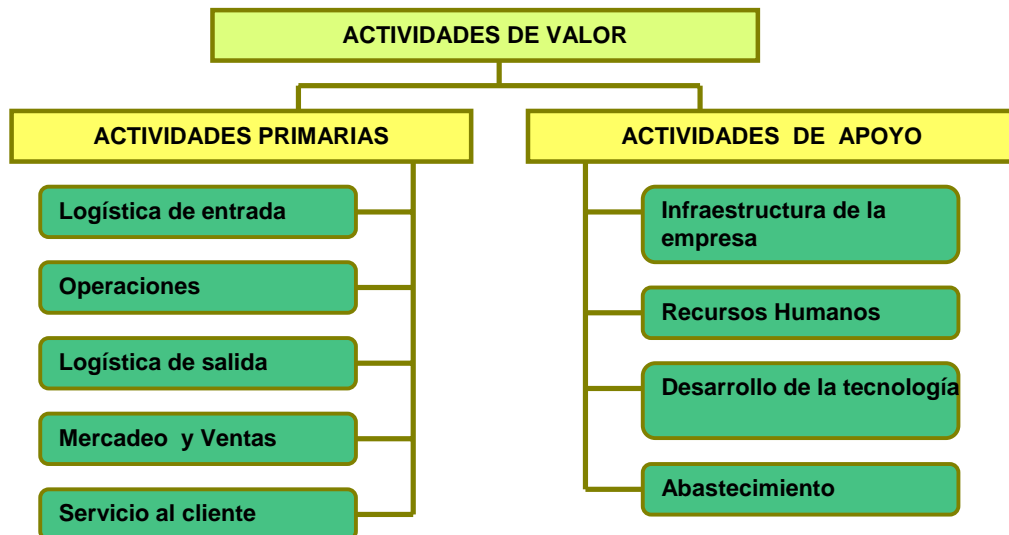 ACTIVIDADES DE VALOR
ACTIVIDADES PRIMARIAS
Logística de entrada
Operaciones
Logística de salida
Mercadeo y Ventas
Servicio al cliente
ACTIVIDADES DE APOYO
Infraestructura de la
empresa
Recursos Humanos
Desarrollo de la tecnología
Abastecimiento